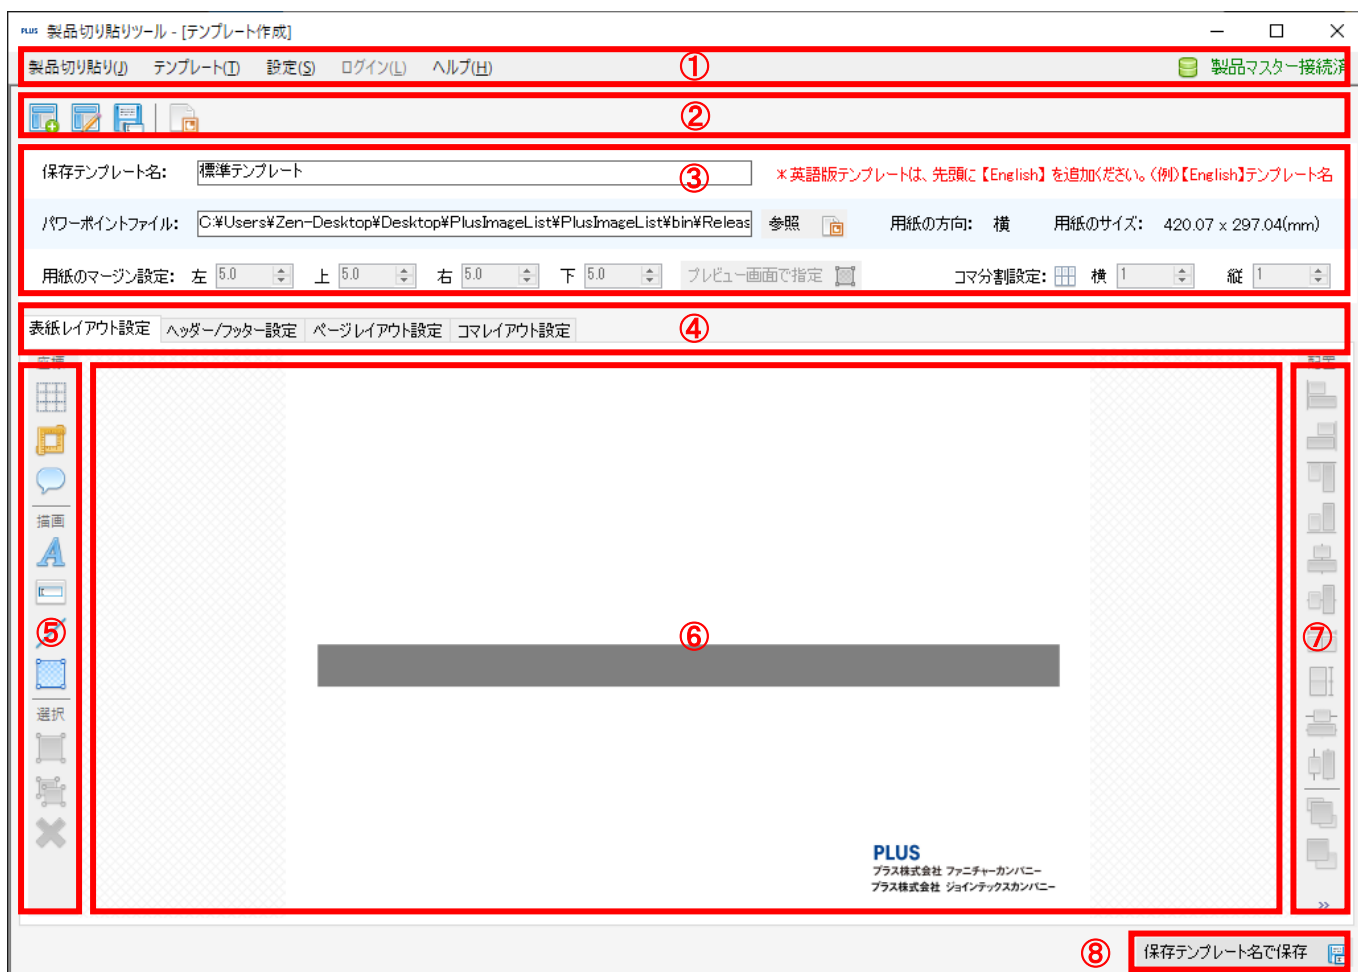 PLUS 製品切り貼りツール - [テンプレート作成]
製品切り貼り(J) テンプレート(T) 設定(S) ログイン(L) ヘルプ(H) ① 製品マスター接続済
②
保存テンプレート名: 標準テンプレート ③ *英語版テンプレートは、先頭に【English】を追加ください。(例)【English】テンプレート名
パワーポイントファイル: C:¥Users¥Zen-Desktop¥Desktop¥PlusImageList¥PlusImageList¥bin¥Releas 参照 用紙の方向: 横 用紙のサイズ: 420.07 x 297.04(mm)
用紙のマージン設定: 左 5.0 上 5.0 右 5.0 下 5.0 プレビュー画面で指定 コマ分割設定: 横 1 縦 1
表紙レイアウト設定 ヘッダー/フッター設定 ページレイアウト設定 コマレイアウト設定 ④
座標 配置
描画
⑤ ⑥ ⑦
選択
PLUS
プラス株式会社 ファニチャーカンパニー
プラス株式会社 ジョインテックスカンパニー
»
⑧ 保存テンプレート名で保存